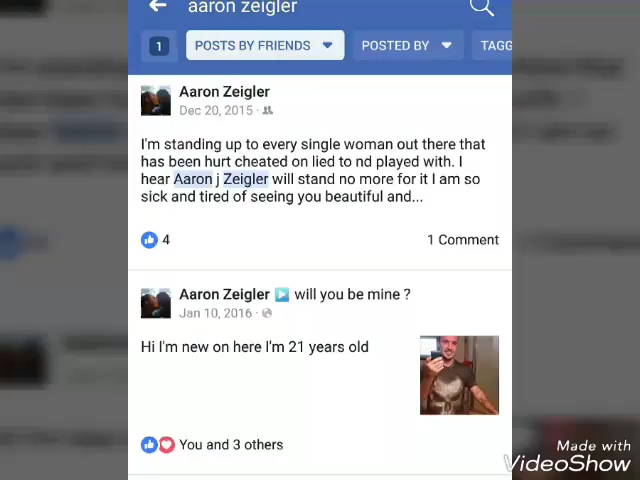 aaron zeigler
1 POSTS BY FRIENDS POSTED BY TAGG
Aaron Zeigler
Dec 20, 2015 ·
I'm standing up to every single woman out there that
has been hurt cheated on lied to nd played with. I
hear Aaron j Zeigler will stand no more for it I am so
sick and tired of seeing you beautiful and...
4 1 Comment
Aaron Zeigler ▶ will you be mine ?
Jan 10, 2016 ·
Hi I'm new on here I'm 21 years old
You and 3 others
Made with
VideoShow